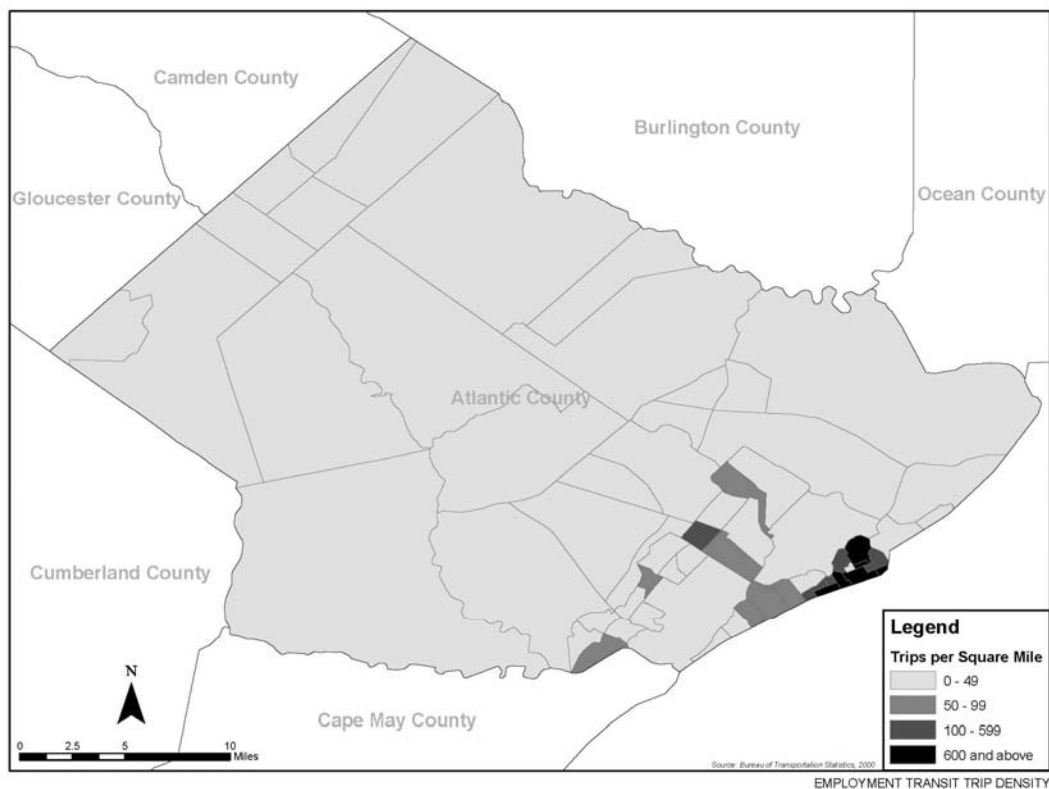 Camden County
Burlington County
Gloucester County
Ocean County
Atlantic County
Cumberland County
Cape May County
N
0 2.5 5 10
Miles
Legend
Trips per Square Mile
0 - 49
50 - 99
100 - 599
600 and above
Source: Bureau of Transportation Statistics, 2000
EMPLOYMENT TRANSIT TRIP DENSITY